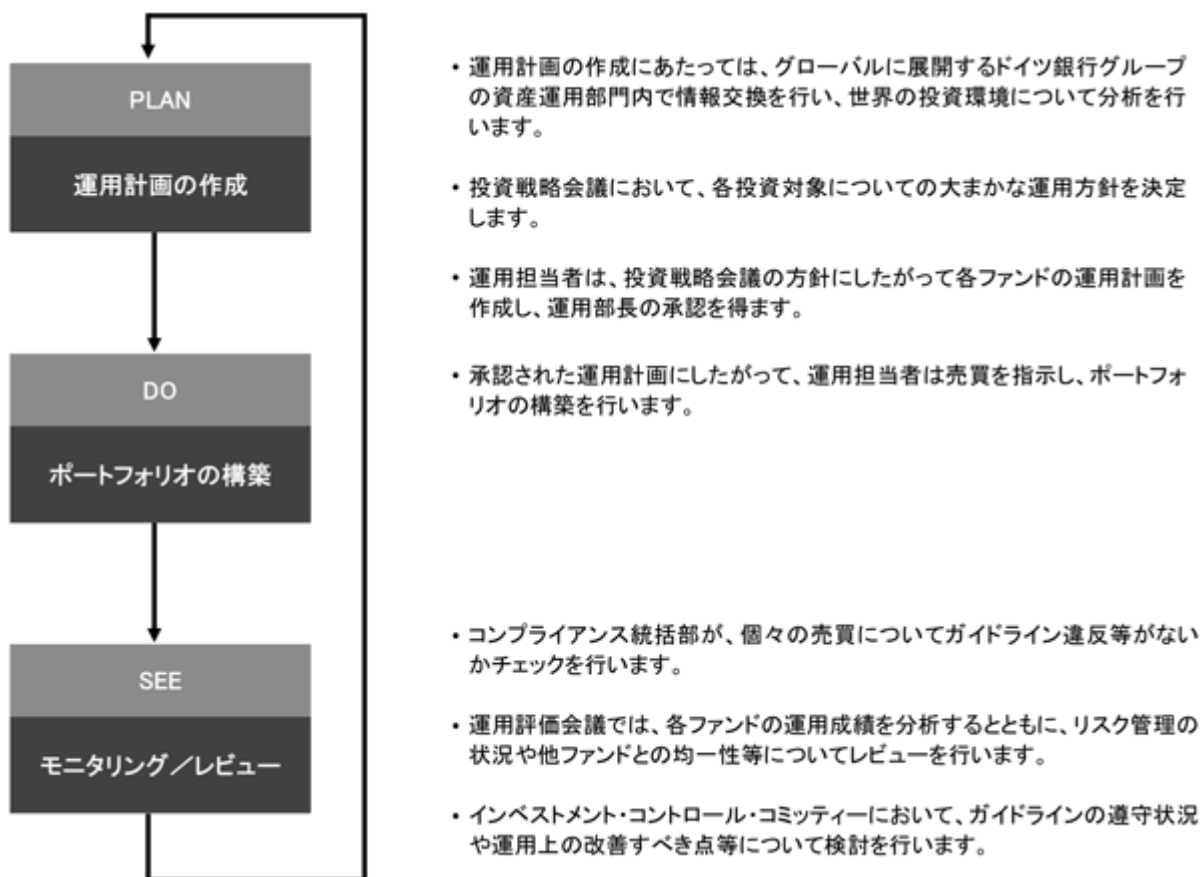 PLAN
運用計画の作成
・運用計画の作成にあたっては、グローバルに展開するドイツ銀行グループ
の資産運用部門内で情報交換を行い、世界の投資環境について分析を行
います。
・投資戦略会議において、各投資対象についての大まかな運用方針を決定
します。
・運用担当者は、投資戦略会議の方針にしたがって各ファンドの運用計画を
作成し、運用部長の承認を得ます。
DO
ポートフォリオの構築
・承認された運用計画にしたがって、運用担当者は売買を指示し、ポートフォ
リオの構築を行います。
SEE
モニタリング／レビュー
・コンプライアンス統括部が、個々の売買についてガイドライン違反等がない
かチェックを行います。
・運用評価会議では、各ファンドの運用成績を分析するとともに、リスク管理の
状況や他ファンドとの均一性等についてレビューを行います。
・インベストメント・コントロール・コミッティーにおいて、ガイドラインの遵守状況
や運用上の改善すべき点等について検討を行います。